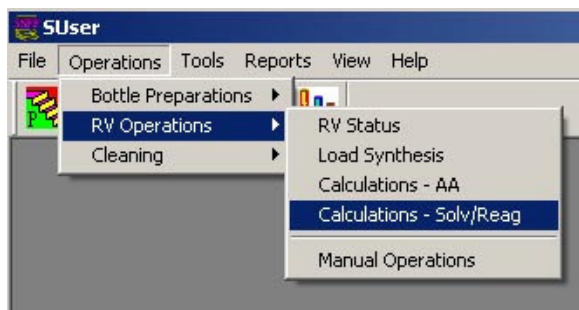 SUser
File Operations Tools Reports View Help
Bottle Preparations
RV Operations
Cleaning
RV Status
Load Synthesis
Calculations - AA
Calculations - Solv/Reag
Manual Operations
P